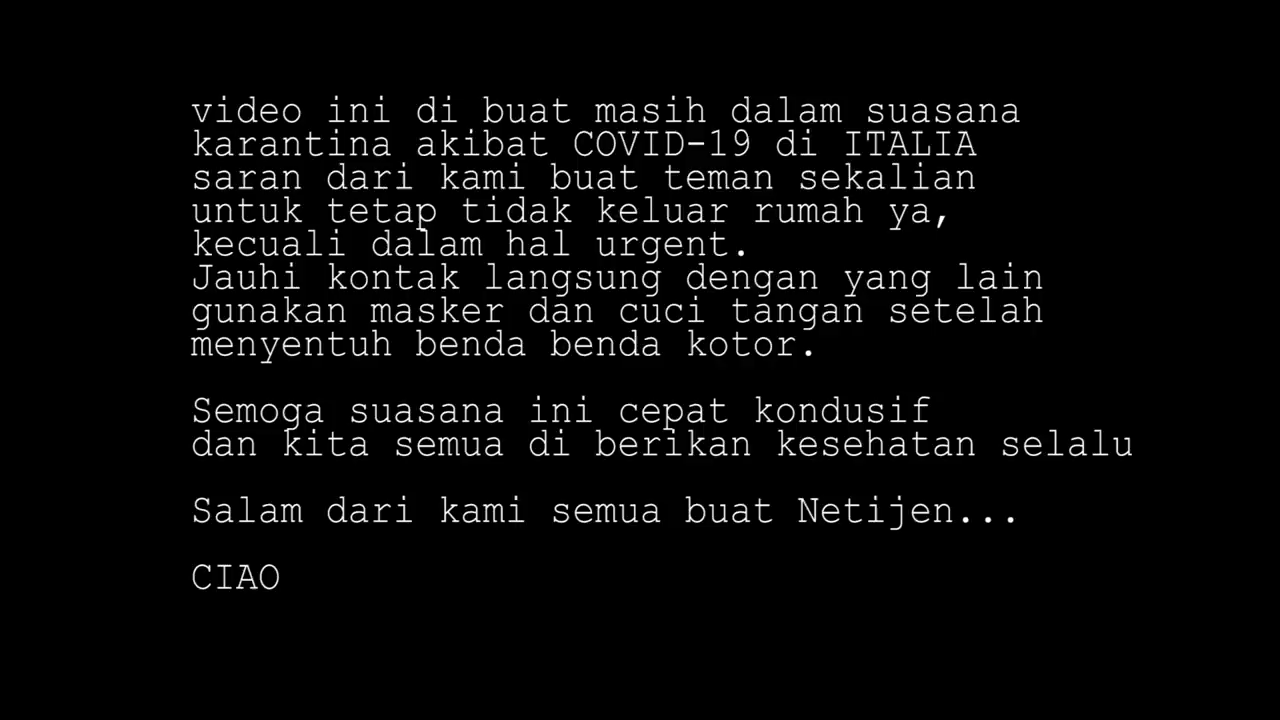 video ini di buat masih dalam suasana
karantina akibat COVID-19 di ITALIA
saran dari kami buat teman sekalian
untuk tetap tidak keluar rumah ya,
kecuali dalam hal urgent.
Jauhi kontak langsung dengan yang lain
gunakan masker dan cuci tangan setelah
menyentuh benda benda kotor.
Semoga suasana ini cepat kondusif
dan kita semua di berikan kesehatan selalu
Salam dari kami semua buat Netijen...
CIAO